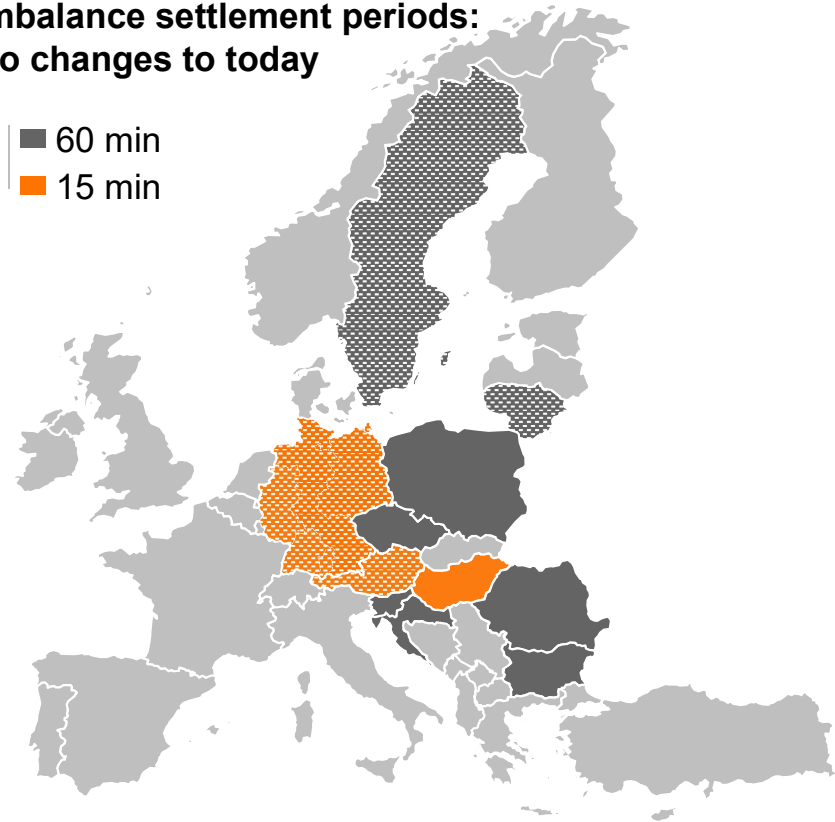 mbalance settlement periods:
o changes to today
60 min
15 min